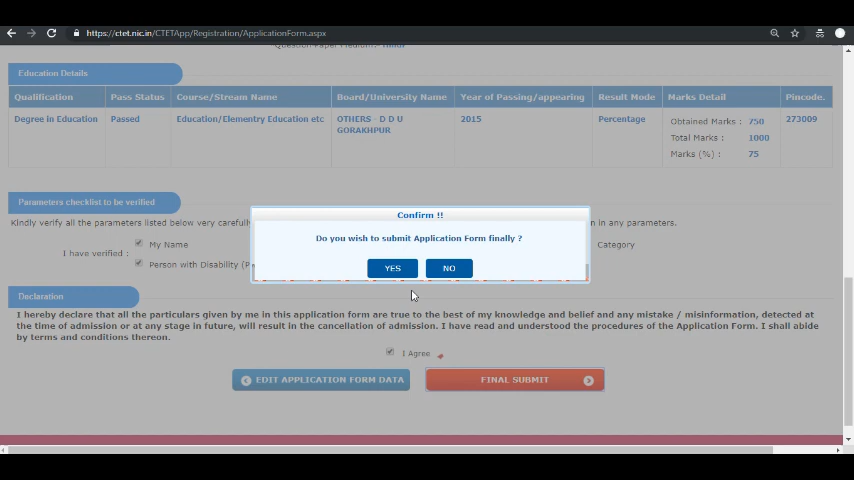 https://ctet.nic.in/CTETApp/Registration/ApplicationForm.aspx
Question Paper Medium:- Hindi
Education Details
Qualification Pass Status Course/Stream Name Board/University Name Year of Passing/appearing Result Mode Marks Detail Pincode.
Degree in Education Passed Education/Elementry Education etc OTHERS - D D U GORAKHPUR 2015 Percentage Obtained Marks : 750 273009
Total Marks : 1000
Marks (%) : 75
Parameters checklist to be verified
Kindly verify all the parameters listed below very carefully n in any parameters.
I have verified : My Name Category
Person with Disability (P
Confirm !!
Do you wish to submit Application Form finally ?
YES NO
Declaration
I hereby declare that all the particulars given by me in this application form are true to the best of my knowledge and belief and any mistake / misinformation, detected at
the time of admission or at any stage in future, will result in the cancellation of admission. I have read and understood the procedures of the Application Form. I shall abide
by terms and conditions thereon.
I Agree
EDIT APPLICATION FORM DATA FINAL SUBMIT